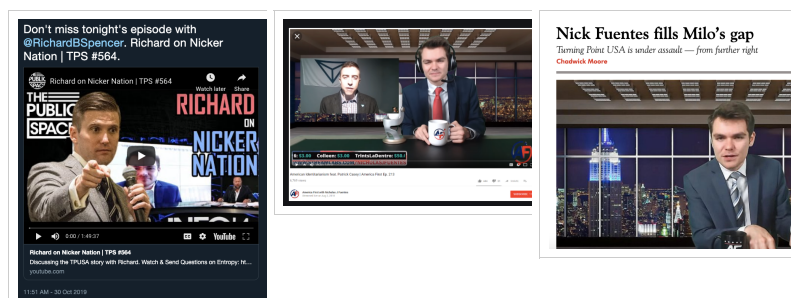 Don't miss tonight's episode with
@RichardBSpencer. Richard on Nicker
Nation | TPS #564.
Richard on Nicker Nation | TPS #564
Watch later
Share
THE
PUBLIC
SPACE
RICHARD
ON
NICKER
NATION
0:00 / 1:49:37
YouTube
Richard on Nicker Nation | TPS #564
Discussing the TPUSA story with Richard. Watch & Send Questions on Entropy: ht...
youtube.com
11:51 AM - 30 Oct 2019
$3.00 Colleen: $3.00
AF
Nick Fuentes fills Milo's gap
Turning Point USA is under assault — from further right
Chadwick Moore